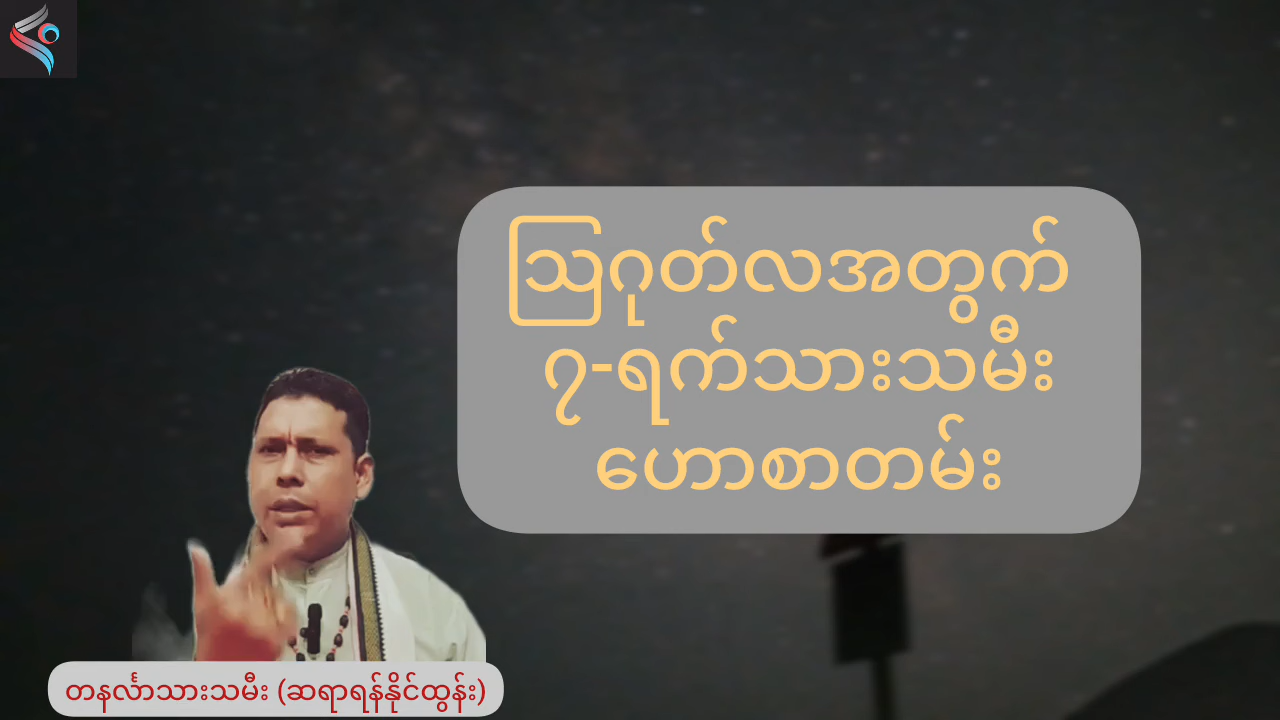 ဩဂုတ်လအတွက်
၇-ရက်သားသမီး
ဟောစာတမ်း
တနင်္လာသားသမီး (ဆရာရန်နိုင်ထွန်း)